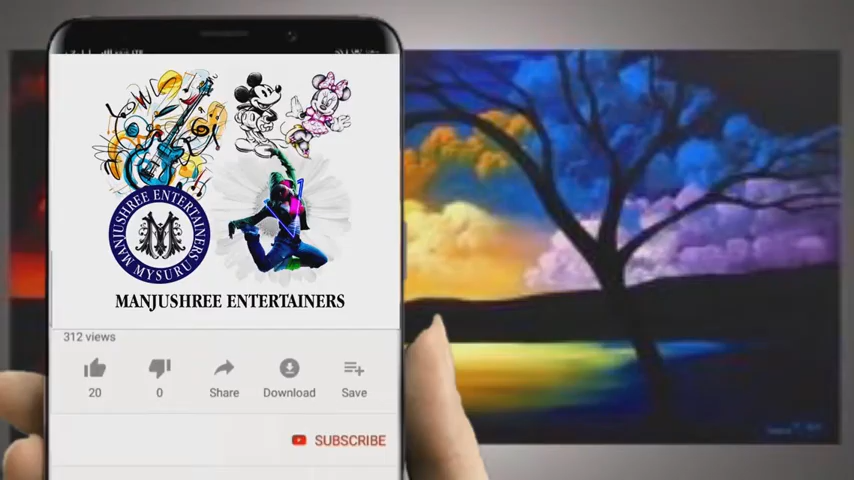 MANJUSHREE ENTERTAINERS
MYSURU
M
MANJUSHREE ENTERTAINERS
312 views
20
0
Share
Download
Save
SUBSCRIBE